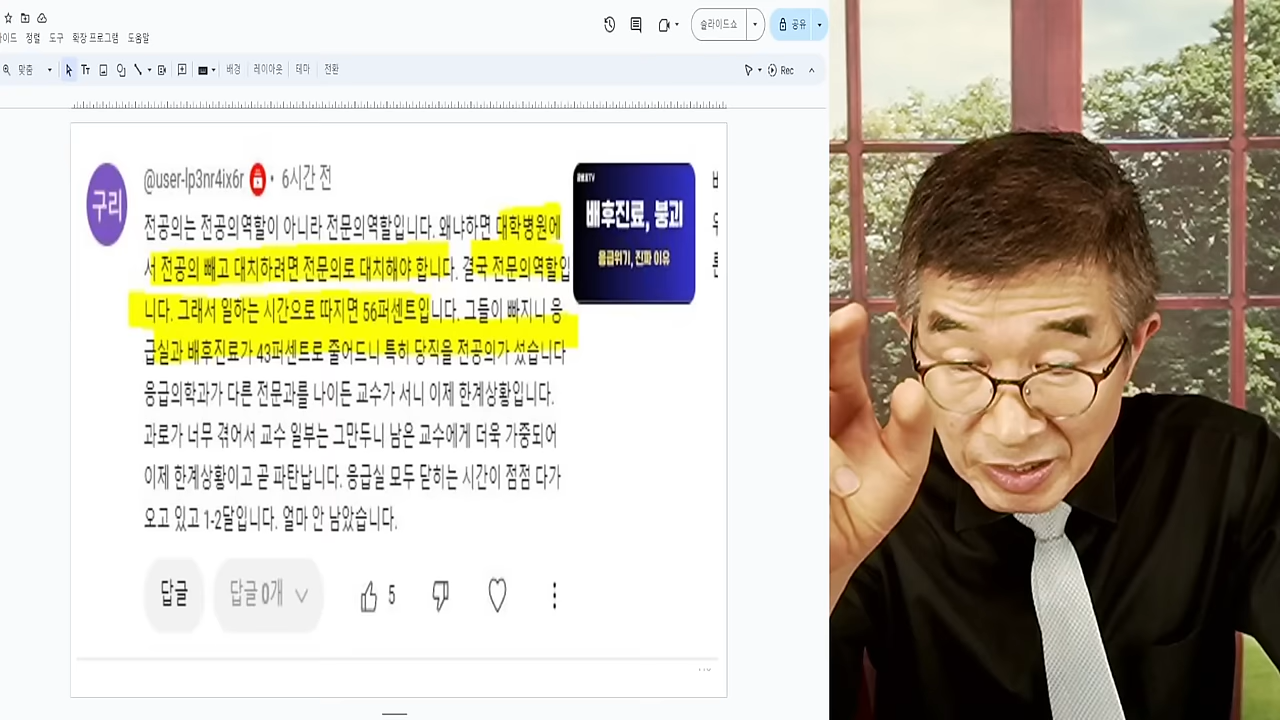 슬라이드쇼
공유
정렬 도구 확장 프로그램 도움말
맞춤
배경 레이아웃 테마 전환
Rec
구리
@user-lp3nr4ix6r · 6시간 전
전공의는 전공의역할이 아니라 전문의역할입니다. 왜냐하면 대학병원에
서 전공의 빼고 대치하려면 전문의로 대치해야 합니다. 결국 전문의역할입
니다. 그래서 일하는 시간으로 따지면 56퍼센트입니다. 그들이 빠지니 응
급실과 배후진료가 43퍼센트로 줄어드니 특히 당직을 전공의가 섰습니다
응급의학과가 다른 전문과를 나이든 교수가 서니 이제 한계상황입니다.
과로가 너무 겪어서 교수 일부는 그만두니 남은 교수에게 더욱 가중되어
이제 한계상황이고 곧 파탄납니다. 응급실 모두 닫히는 시간이 점점 다가
오고 있고 1-2달입니다. 얼마 안 남았습니다.
배후진료, 붕괴
응급위기, 진짜 이유
답글
답글 0개
5